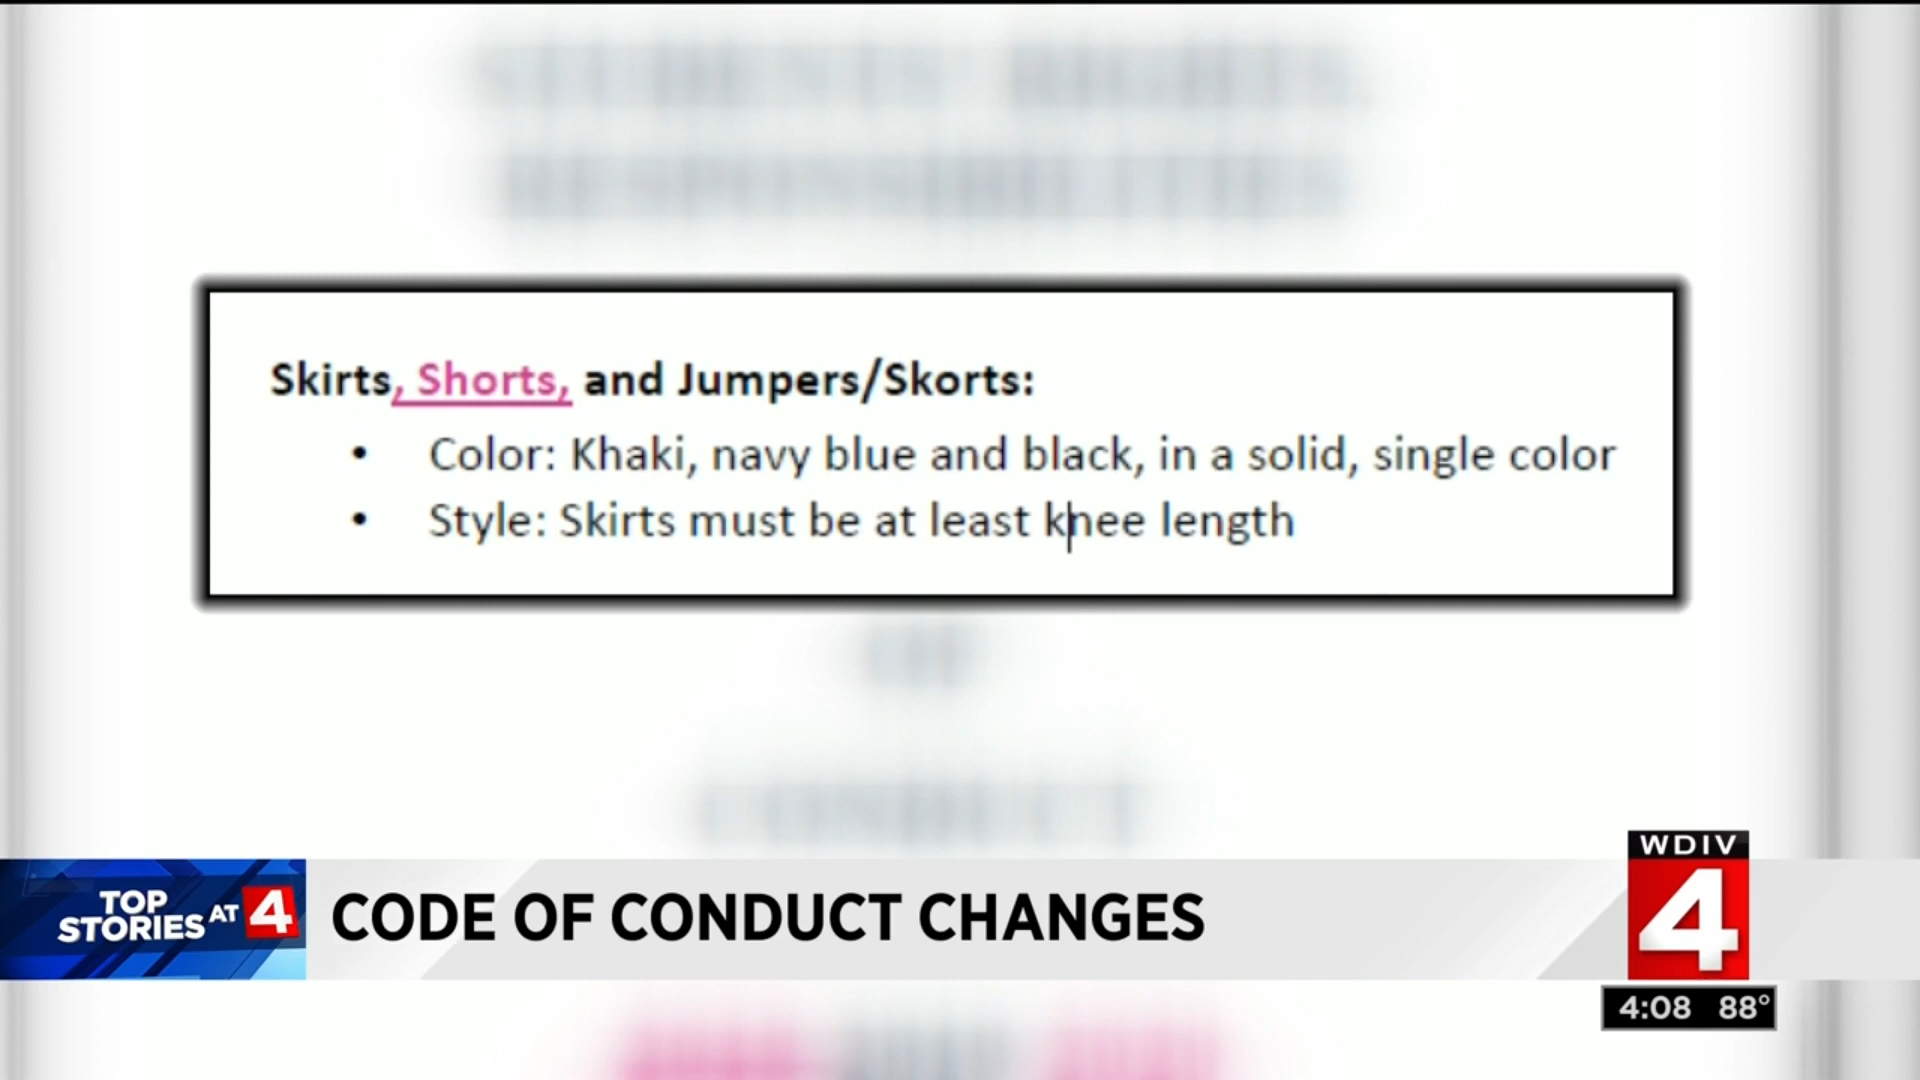 Skirts, Shorts, and Jumpers/Skorts:
• Color: Khaki, navy blue and black, in a solid, single color
• Style: Skirts must be at least knee length
TOP STORIES AT 4
CODE OF CONDUCT CHANGES
WDIV
4
4:08 88°